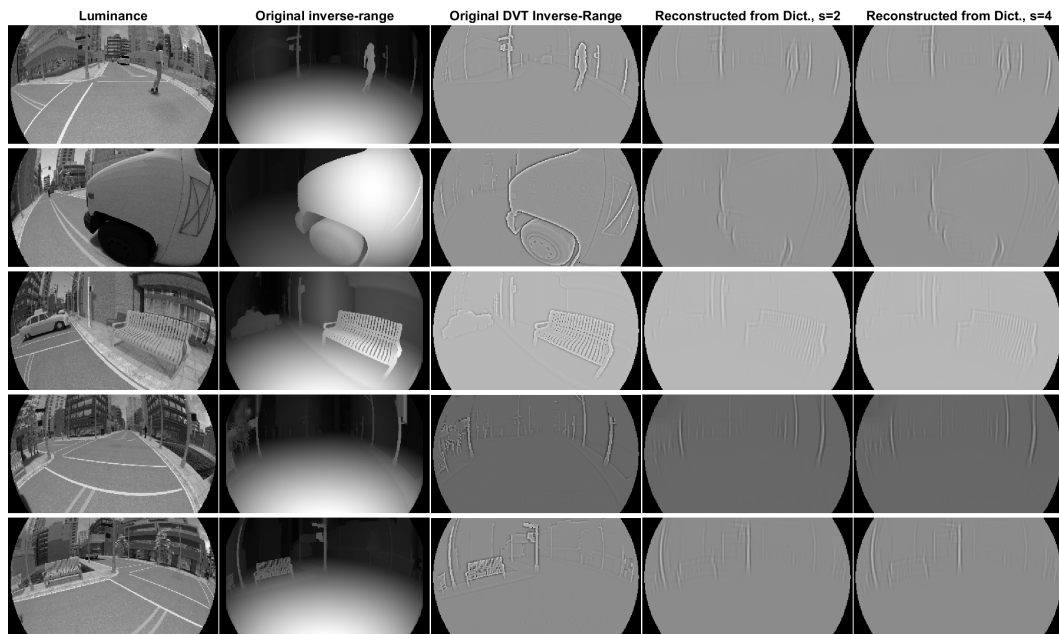 Luminance
Original inverse-range
Original DVT Inverse-Range
Reconstructed from Dict., s=2
Reconstructed from Dict., s=4